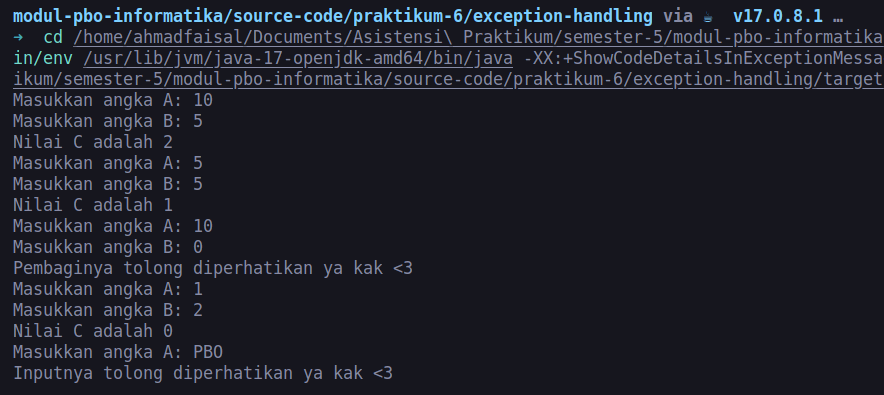 modul-pbo-informatika/source-code/praktikum-6/exception-handling via ☕ v17.0.8.1 …
➜ cd /home/ahmadfaisal/Documents/Asistensi\ Praktikum/semester-5/modul-pbo-informatika
in/env /usr/lib/jvm/java-17-openjdk-amd64/bin/java -XX:+ShowCodeDetailsInExceptionMessa
ikum/semester-5/modul-pbo-informatika/source-code/praktikum-6/exception-handling/target
Masukkan angka A: 10
Masukkan angka B: 5
Nilai C adalah 2
Masukkan angka A: 5
Masukkan angka B: 5
Nilai C adalah 1
Masukkan angka A: 10
Masukkan angka B: 0
Pembaginya tolong diperhatikan ya kak <3
Masukkan angka A: 1
Masukkan angka B: 2
Nilai C adalah 0
Masukkan angka A: PBO
Inputnya tolong diperhatikan ya kak <3